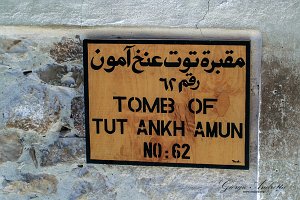 مقبرة توت عنخ آمون
رقم ٦٢
TOMB OF
TUT ANKH AMUN
NO: 62